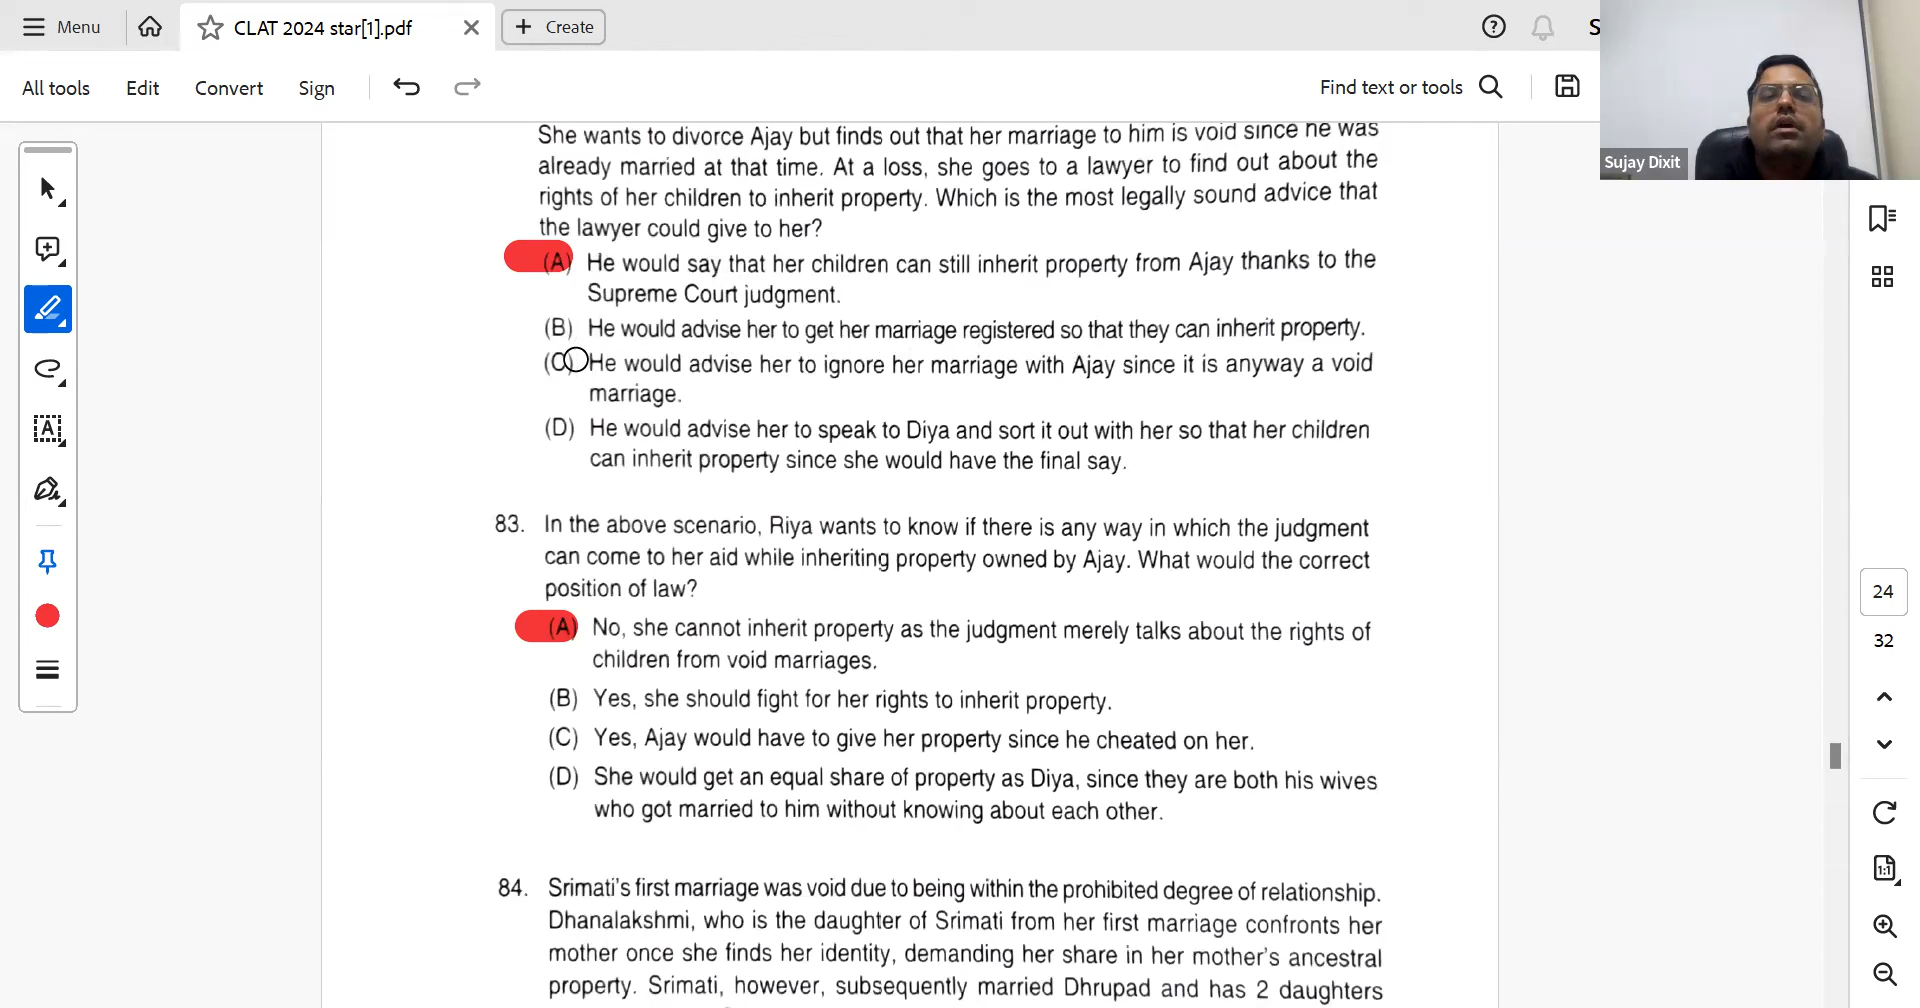 Menu
CLAT 2024 star[1].pdf
Create
S
All tools
Edit
Convert
Sign
Find text or tools
Sujay Dixit
She wants to divorce Ajay but finds out that her marriage to him is void since he was
already married at that time. At a loss, she goes to a lawyer to find out about the
rights of her children to inherit property. Which is the most legally sound advice that
the lawyer could give to her?
(A) He would say that her children can still inherit property from Ajay thanks to the
Supreme Court judgment.
(B) He would advise her to get her marriage registered so that they can inherit property.
(C) He would advise her to ignore her marriage with Ajay since it is anyway a void
marriage.
(D) He would advise her to speak to Diya and sort it out with her so that her children
can inherit property since she would have the final say.
83. In the above scenario, Riya wants to know if there is any way in which the judgment
can come to her aid while inheriting property owned by Ajay. What would the correct
position of law?
(A) No, she cannot inherit property as the judgment merely talks about the rights of
children from void marriages.
(B) Yes, she should fight for her rights to inherit property.
(C) Yes, Ajay would have to give her property since he cheated on her.
(D) She would get an equal share of property as Diya, since they are both his wives
who got married to him without knowing about each other.
84. Srimati's first marriage was void due to being within the prohibited degree of relationship.
Dhanalakshmi, who is the daughter of Srimati from her first marriage confronts her
mother once she finds her identity, demanding her share in her mother's ancestral
property. Srimati, however, subsequently married Dhrupad and has 2 daughters
24
32
1:1